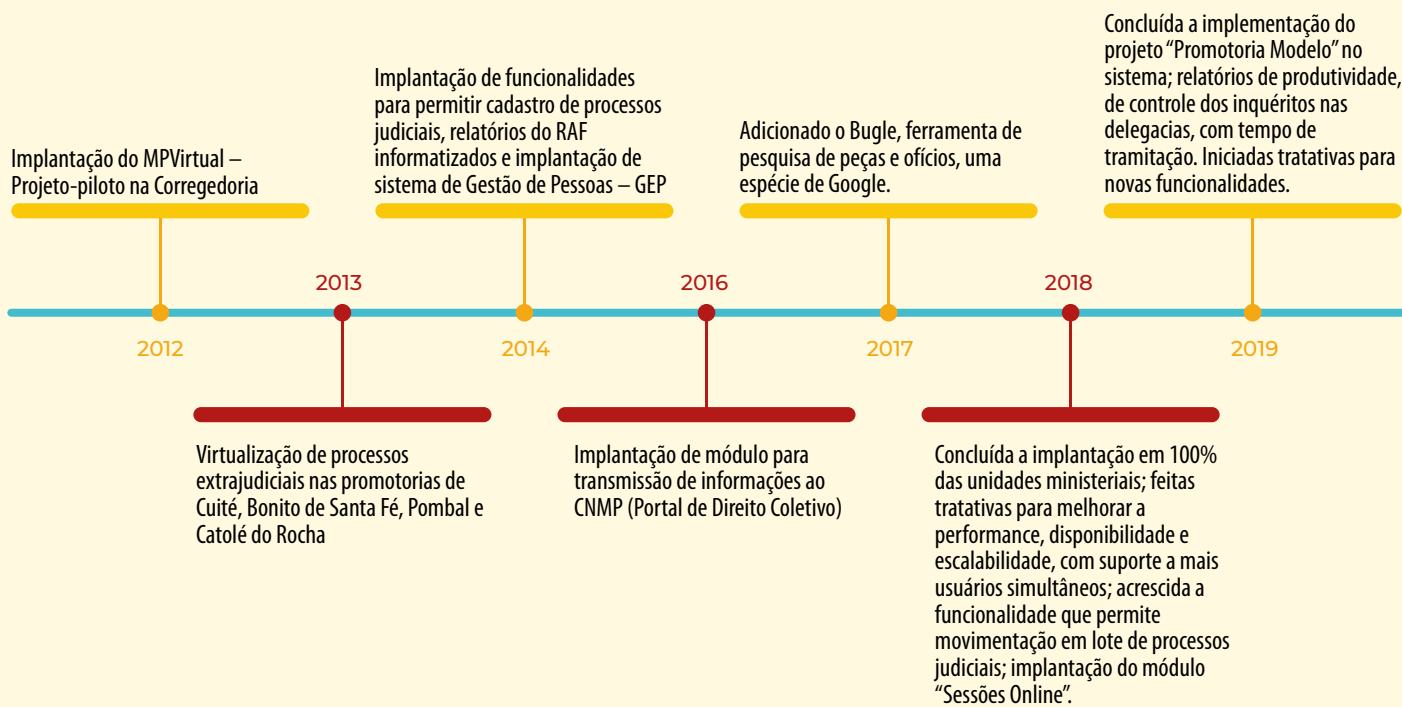 Implantação do MPVirtual –
Projeto-piloto na Corregedoria
2012
2013
Virtualização de processos
extrajudiciais nas promotorias de
Cuité, Bonito de Santa Fé, Pombal e
Catolé do Rocha
Implantação de funcionalidades
para permitir cadastro de processos
judiciais, relatórios do RAF
informatizados e implantação de
sistema de Gestão de Pessoas – GEP
2014
2016
Implantação de módulo para
transmissão de informações ao
CNMP (Portal de Direito Coletivo)
Adicionado o Bugle, ferramenta de
pesquisa de peças e ofícios, uma
espécie de Google.
2017
2018
Concluída a implantação em 100%
das unidades ministeriais; feitas
tratativas para melhorar a
performance, disponibilidade e
escalabilidade, com suporte a mais
usuários simultâneos; acrescida a
funcionalidade que permite
movimentação em lote de processos
judiciais; implantação do módulo
“Sessões Online”.
Concluída a implementação do
projeto “Promotoria Modelo” no
sistema; relatórios de produtividade,
de controle dos inquéritos nas
delegacias, com tempo de
tramitação. Iniciadas tratativas para
novas funcionalidades.
2019